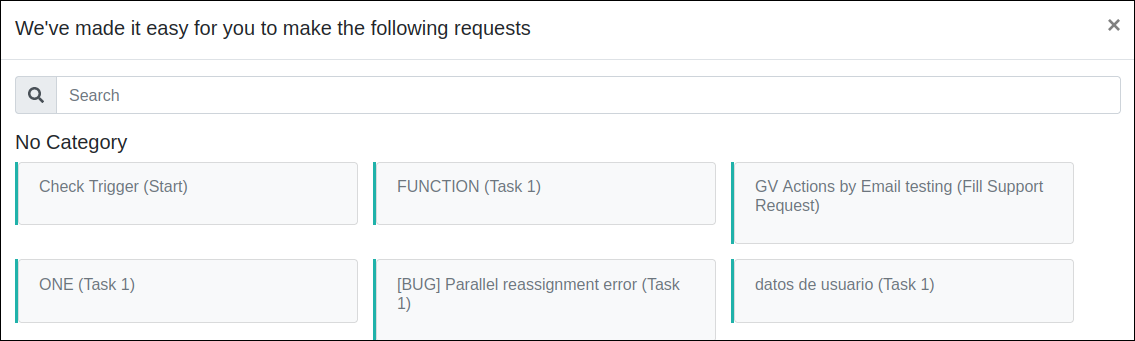 We've made it easy for you to make the following requests
×
Search
No Category
Check Trigger (Start)
FUNCTION (Task 1)
GV Actions by Email testing (Fill Support
Request)
ONE (Task 1)
[BUG] Parallel reassignment error (Task
1)
datos de usuario (Task 1)